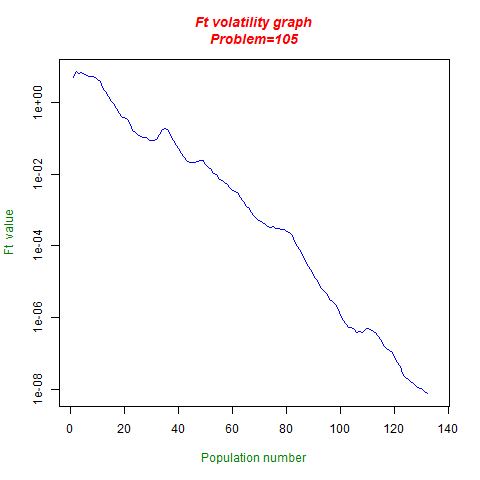 Ft volatility graph
Problem=105
Ft value
1e+00
1e-02
1e-04
1e-06
1e-08
0 20 40 60 80 100 120 140
Population number